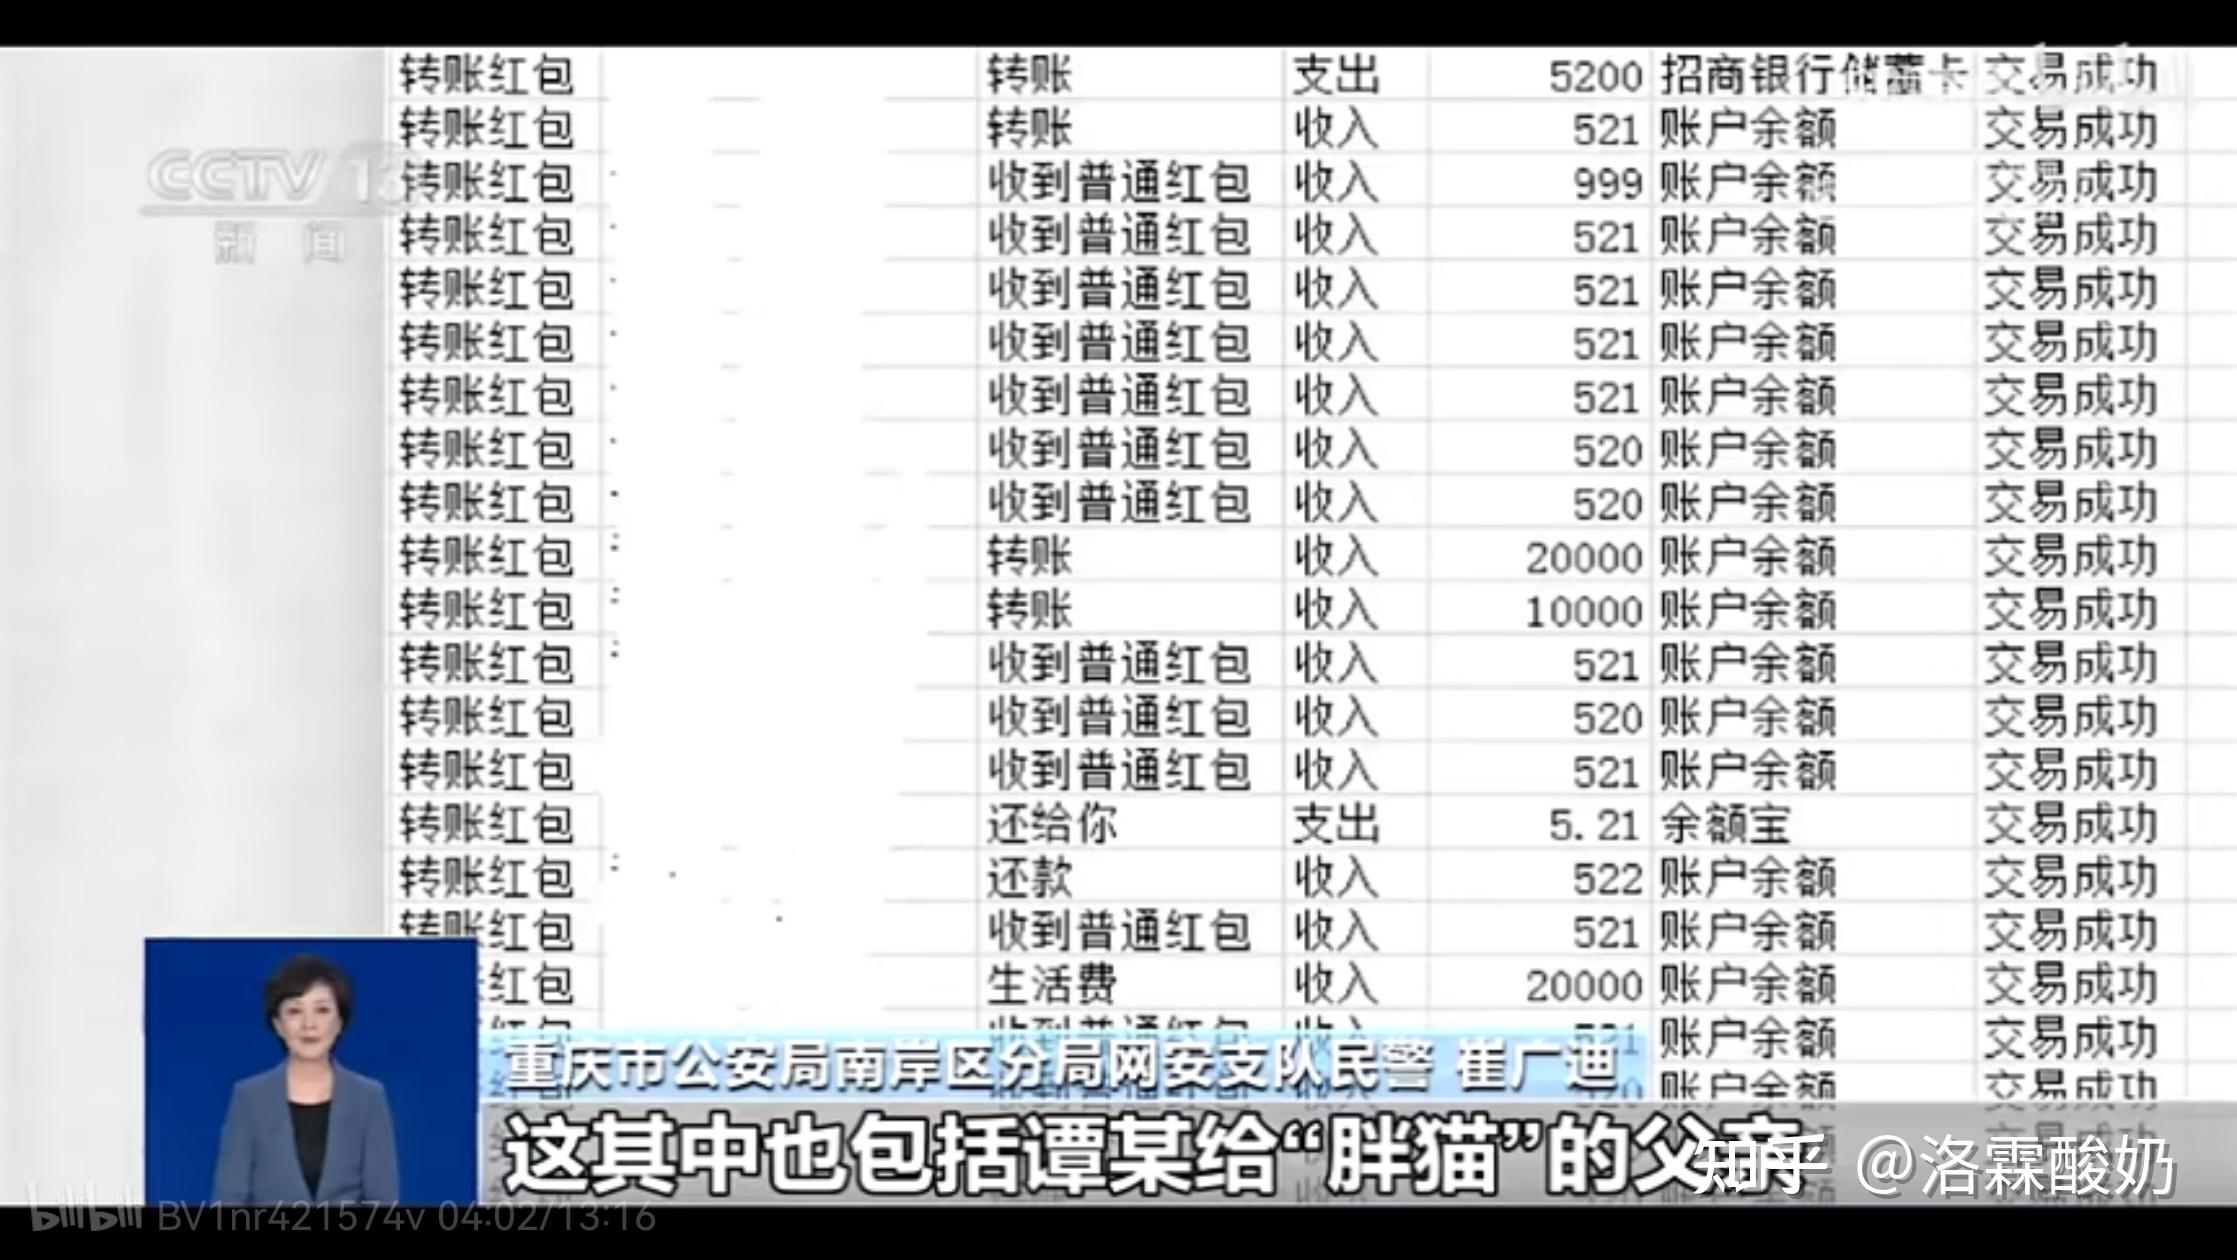 转账红包 转账 支出 5200 招商银行储蓄卡 交易成功
转账红包 转账 收入 521 账户余额 交易成功
转账红包 收到普通红包 收入 999 账户余额 交易成功
转账红包 收到普通红包 收入 521 账户余额 交易成功
转账红包 收到普通红包 收入 521 账户余额 交易成功
转账红包 收到普通红包 收入 521 账户余额 交易成功
转账红包 收到普通红包 收入 521 账户余额 交易成功
转账红包 收到普通红包 收入 520 账户余额 交易成功
转账红包 收到普通红包 收入 520 账户余额 交易成功
转账红包 转账 收入 20000 账户余额 交易成功
转账红包 转账 收入 10000 账户余额 交易成功
转账红包 收到普通红包 收入 521 账户余额 交易成功
转账红包 收到普通红包 收入 520 账户余额 交易成功
转账红包 收到普通红包 收入 521 账户余额 交易成功
转账红包 还给你 支出 5.21 余额宝 交易成功
转账红包 还款 收入 522 账户余额 交易成功
转账红包 收到普通红包 收入 521 账户余额 交易成功
红包 生活费 收入 20000 账户余额 交易成功
红包 收到普通红包 收入 521 账户余额 交易成功
账户余额 交易成功
CCTV 13
新闻
重庆市公安局南岸区分局网安支队民警 崔广迪
这其中也包括谭某给“胖猫”的父亲
知乎 @洛霖酸奶
bilibili BV1nr421574v 04:02/13:16